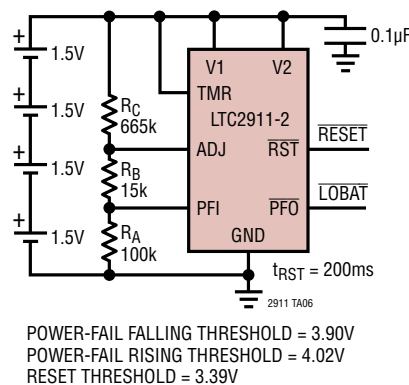 +
1.5V
+
1.5V
+
1.5V
+
1.5V
RC
665k
RB
15k
RA
100k
V1 V2
TMR
LTC2911-2
ADJ
RST
PFI
PFO
GND
0.1µF
RESET
LOBAT
tRST = 200ms
2911 TA06
POWER-FAIL FALLING THRESHOLD = 3.90V
POWER-FAIL RISING THRESHOLD = 4.02V
RESET THRESHOLD = 3.39V